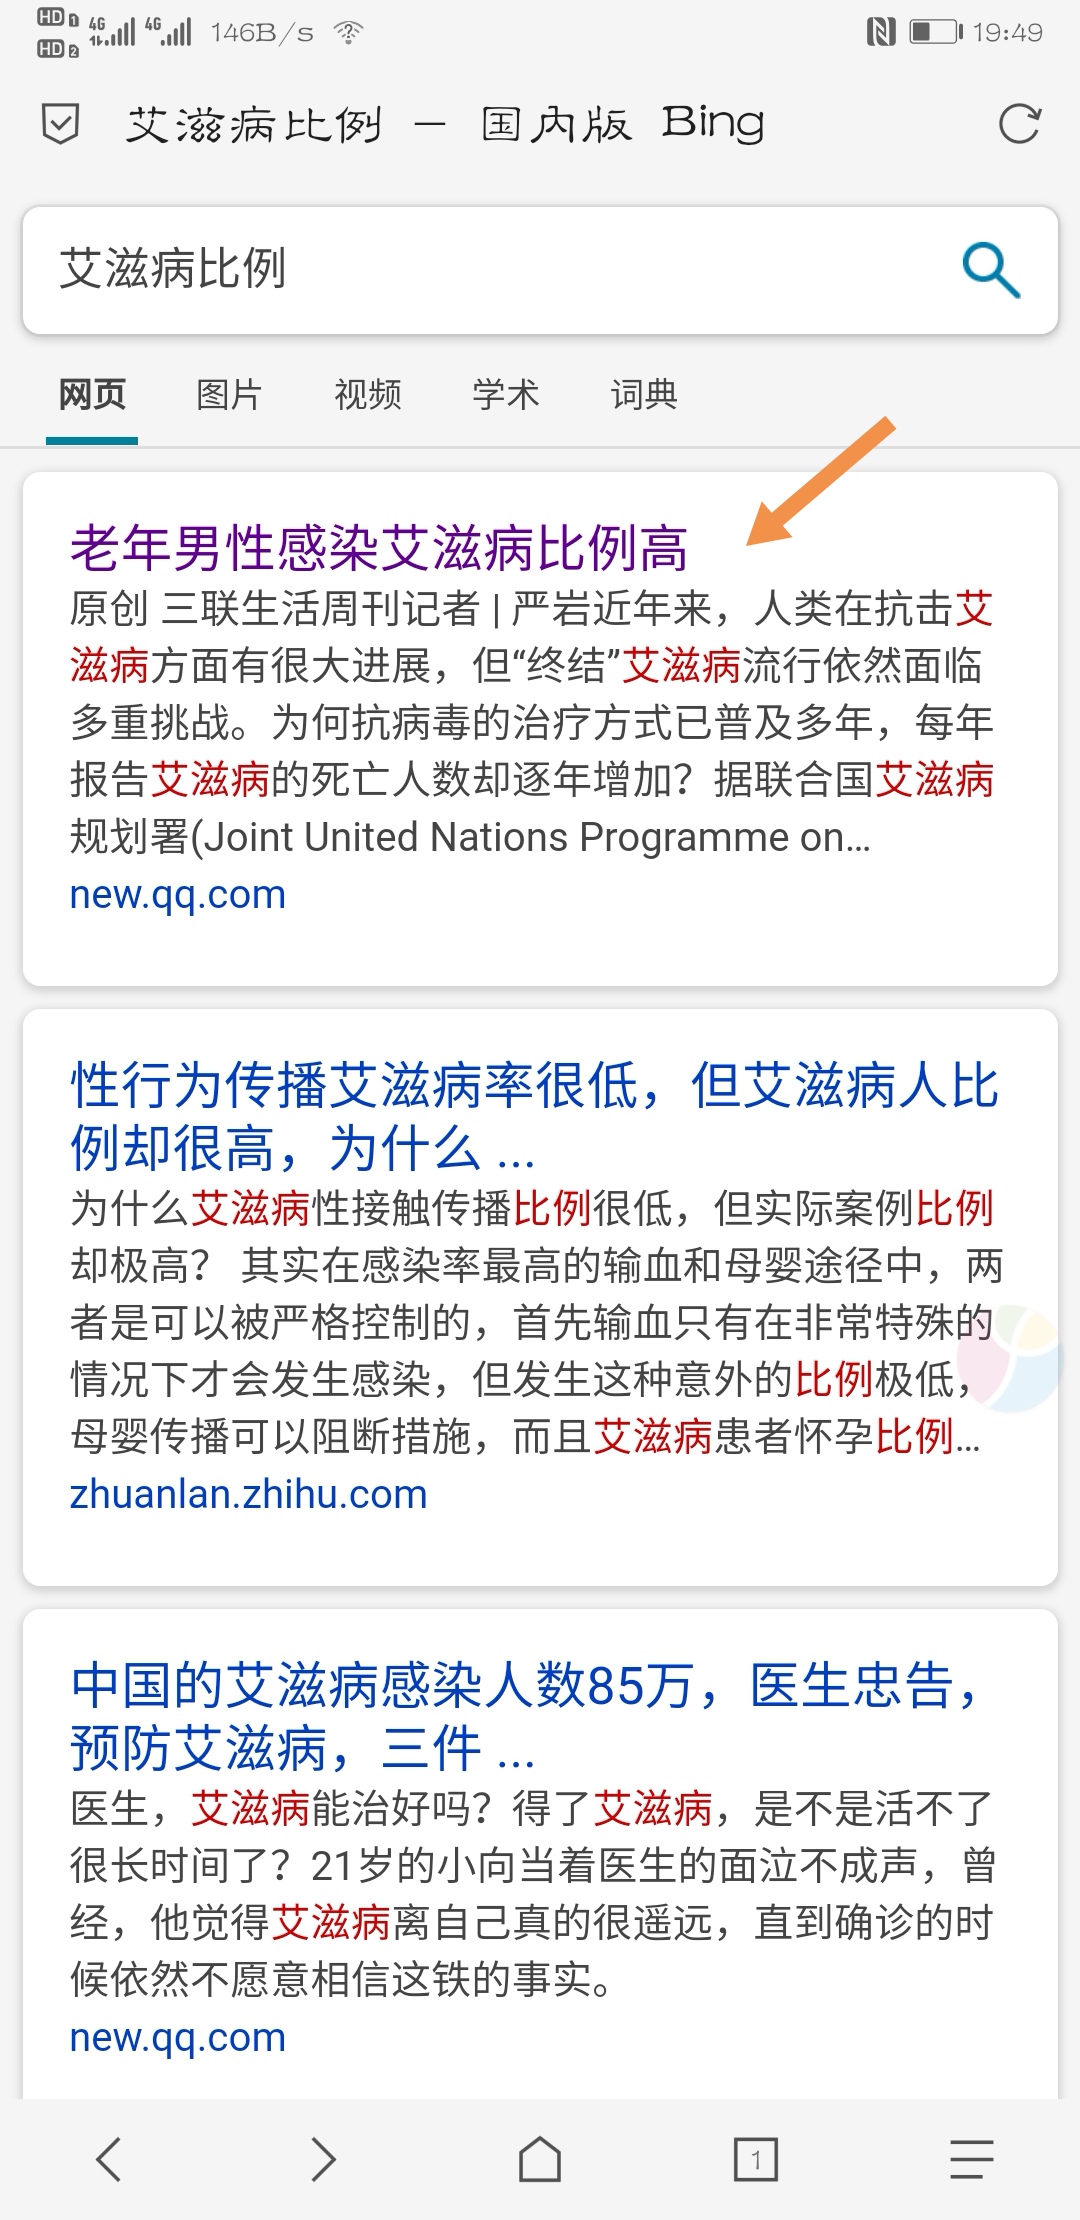 HD 1 4G 4G 146B/s 19:49
HD 2
艾滋病比例 - 国内版 Bing
艾滋病比例
网页 图片 视频 学术 词典
老年男性感染艾滋病比例高
原创 三联生活周刊记者 | 严岩近年来，人类在抗击艾
滋病方面有很大进展，但“终结”艾滋病流行依然面临
多重挑战。为何抗病毒的治疗方式已普及多年，每年
报告艾滋病的死亡人数却逐年增加？据联合国艾滋病
规划署(Joint United Nations Programme on...
new.qq.com
性行为传播艾滋病率很低，但艾滋病人比
例却很高，为什么 ...
为什么艾滋病性接触传播比例很低，但实际案例比例
却极高？ 其实在感染率最高的输血和母婴途径中，两
者是可以被严格控制的，首先输血只有在非常特殊的
情况下才会发生感染，但发生这种意外的比例极低，
母婴传播可以阻断措施，而且艾滋病患者怀孕比例...
zhuanlan.zhihu.com
中国的艾滋病感染人数85万，医生忠告，
预防艾滋病，三件 ...
医生，艾滋病能治好吗？得了艾滋病，是不是活不了
很长时间了？21岁的小向当着医生的面泣不成声，曾
经，他觉得艾滋病离自己真的很遥远，直到确诊的时
候依然不愿意相信这铁的事实。
new.qq.com
1